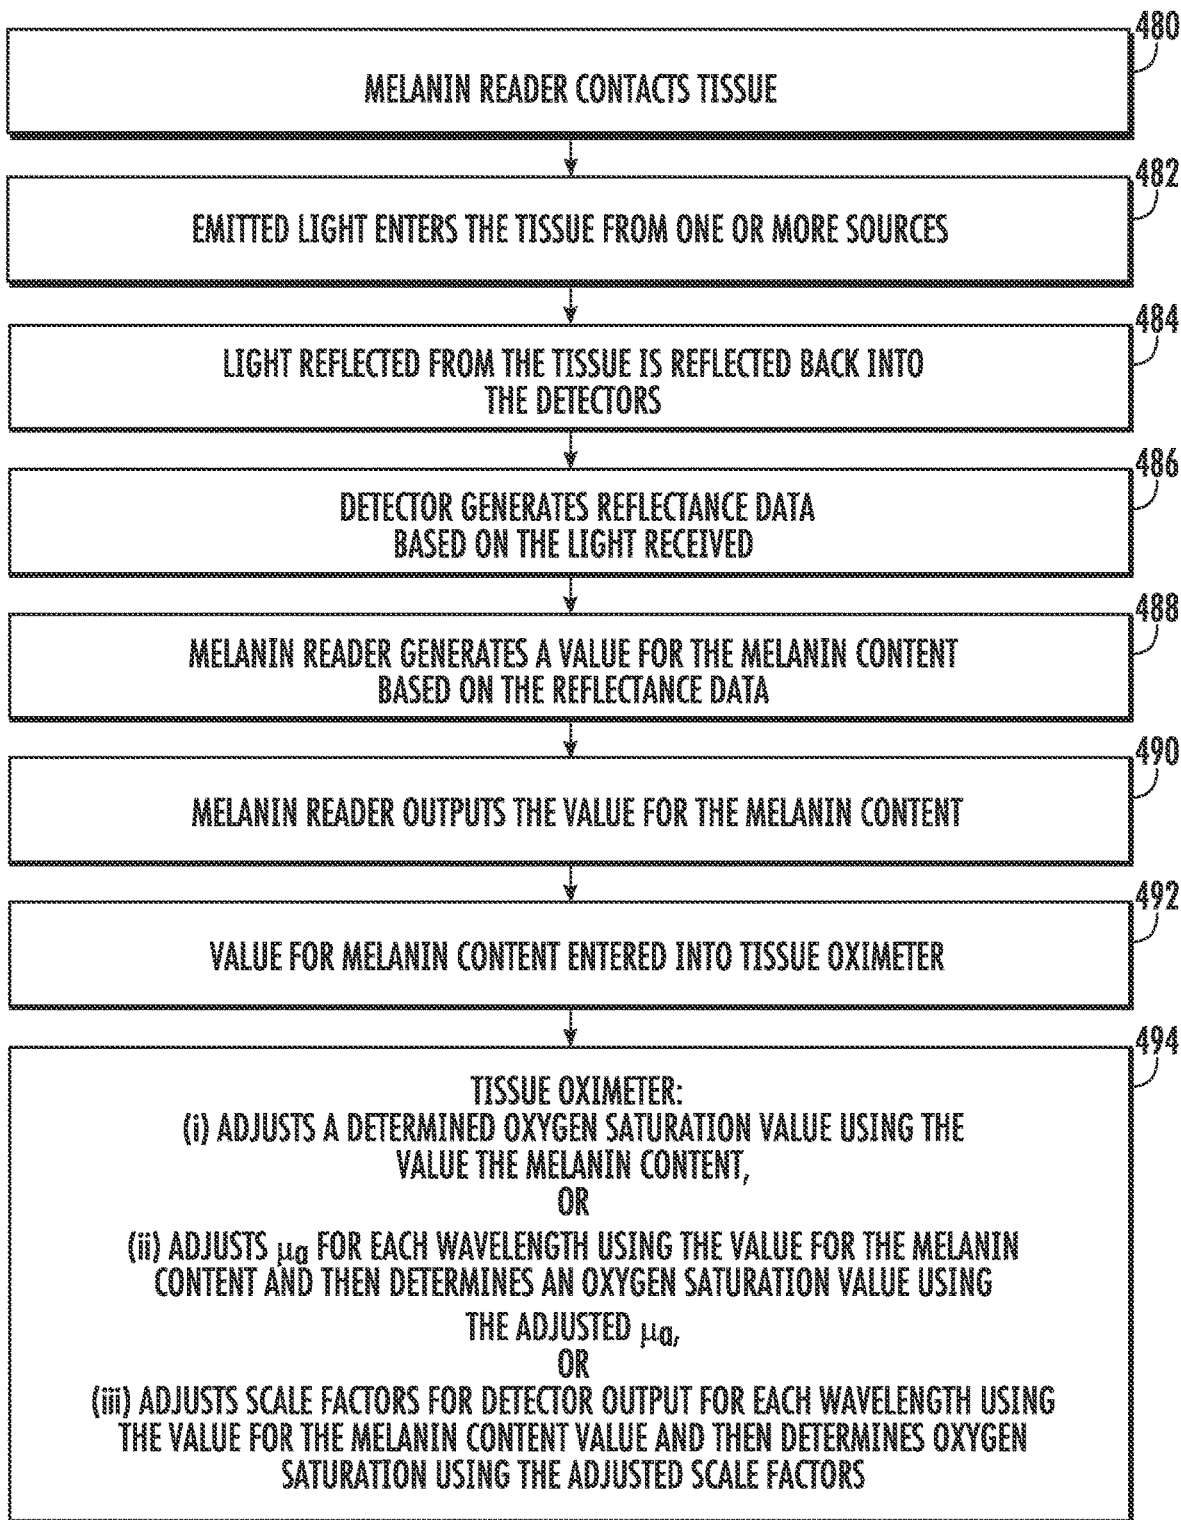 480
MELANIN READER CONTACTS TISSUE
482
EMITTED LIGHT ENTERS THE TISSUE FROM ONE OR MORE SOURCES
484
LIGHT REFLECTED FROM THE TISSUE IS REFLECTED BACK INTO
THE DETECTORS
486
DETECTOR GENERATES REFLECTANCE DATA
BASED ON THE LIGHT RECEIVED
488
MELANIN READER GENERATES A VALUE FOR THE MELANIN CONTENT
BASED ON THE REFLECTANCE DATA
490
MELANIN READER OUTPUTS THE VALUE FOR THE MELANIN CONTENT
492
VALUE FOR MELANIN CONTENT ENTERED INTO TISSUE OXIMETER
494
TISSUE OXIMETER:
(i) ADJUSTS A DETERMINED OXYGEN SATURATION VALUE USING THE
VALUE THE MELANIN CONTENT,
OR
(ii) ADJUSTS μa FOR EACH WAVELENGTH USING THE VALUE FOR THE MELANIN
CONTENT AND THEN DETERMINES AN OXYGEN SATURATION VALUE USING
THE ADJUSTED μa,
OR
(iii) ADJUSTS SCALE FACTORS FOR DETECTOR OUTPUT FOR EACH WAVELENGTH USING
THE VALUE FOR THE MELANIN CONTENT VALUE AND THEN DETERMINES OXYGEN
SATURATION USING THE ADJUSTED SCALE FACTORS